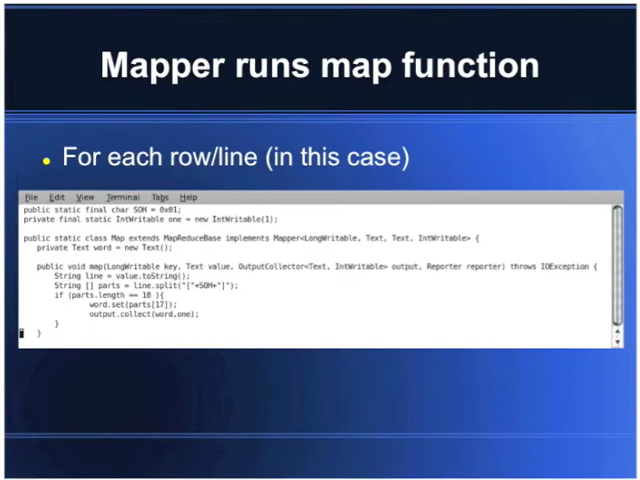 Mapper runs map function
For each row/line (in this case)
File Edit View Terminal Tabs Help
public static final char SOH = 0x01;
private final static IntWritable one = new IntWritable(1);
public static class Map extends MapReduceBase implements Mapper<LongWritable, Text, Text, IntWritable> {
private Text word = new Text();
public void map(LongWritable key, Text value, OutputCollector<Text, IntWritable> output, Reporter reporter) throws IOException {
String line = value.toString();
String [] parts = line.split("["+SOH+"]");
if (parts.length == 18 ){
word.set(parts[17]);
output.collect(word,one);
}
}